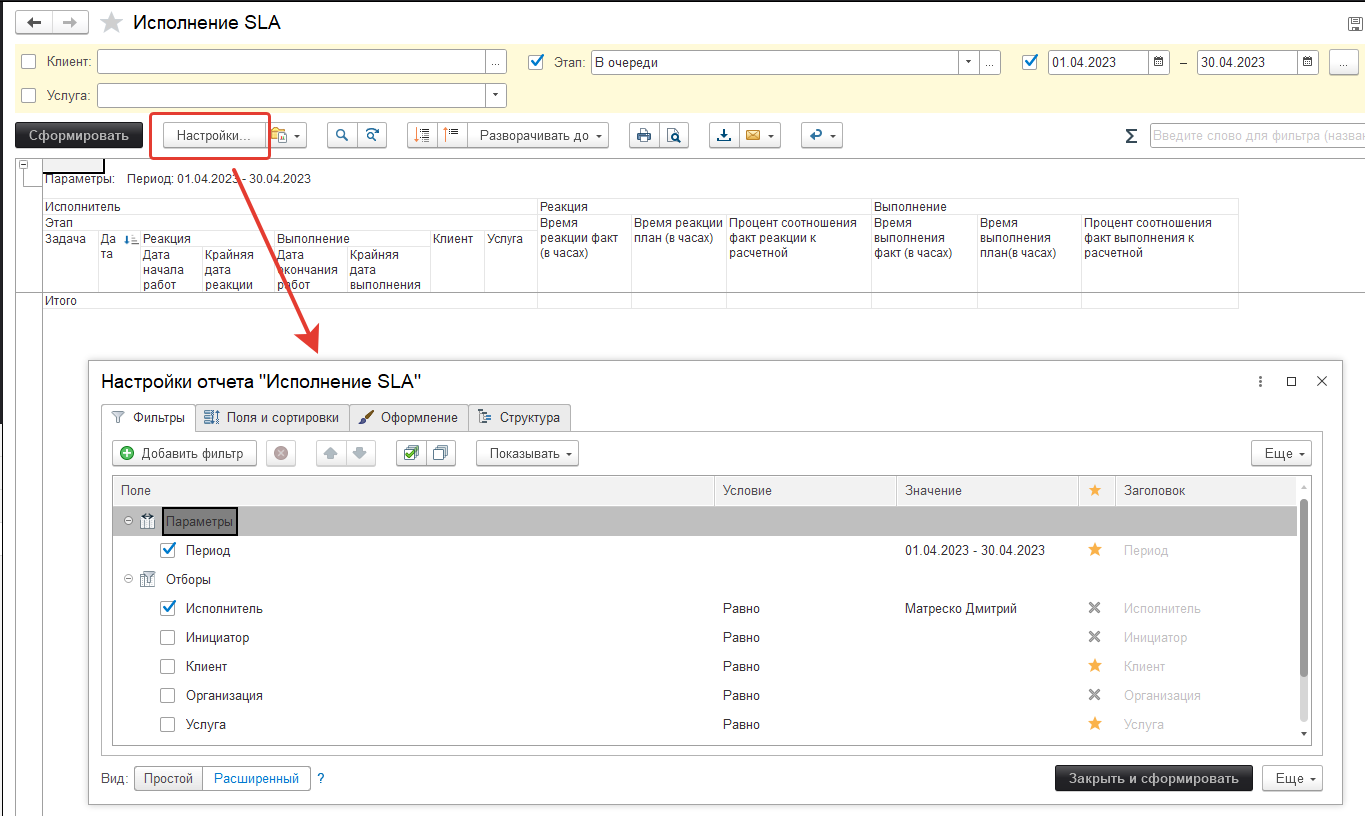 Исполнение SLA
Клиент: ... Этап: В очереди ... 01.04.2023 – 30.04.2023 ...
Услуга:
Сформировать Настройки... Разворачивать до Σ Введите слово для фильтра (назван
Параметры: Период: 01.04.2023 - 30.04.2023
Исполнитель Реакция Выполнение
Этап Время Время реакции Процент соотношения Время Время Процент соотношения
Задача Да Реакция Выполнение Клиент Услуга реакции факт план (в часах) факт реакции к выполнения выполнения факт выполнения к
та Дата Крайняя Дата Крайняя (в часах) расчетной факт (в часах) план(в часах) расчетной
начала дата окончания дата
работ реакции работ выполнения
Итого
Настройки отчета "Исполнение SLA"
Фильтры Поля и сортировки Оформление Структура
Добавить фильтр Показывать Еще
Поле Условие Значение Заголовок
Параметры
Период 01.04.2023 - 30.04.2023 Период
Отборы
Исполнитель Равно Матреско Дмитрий Исполнитель
Инициатор Равно Инициатор
Клиент Равно Клиент
Организация Равно Организация
Услуга Равно Услуга
Вид: Простой Расширенный ? Закрыть и сформировать Еще